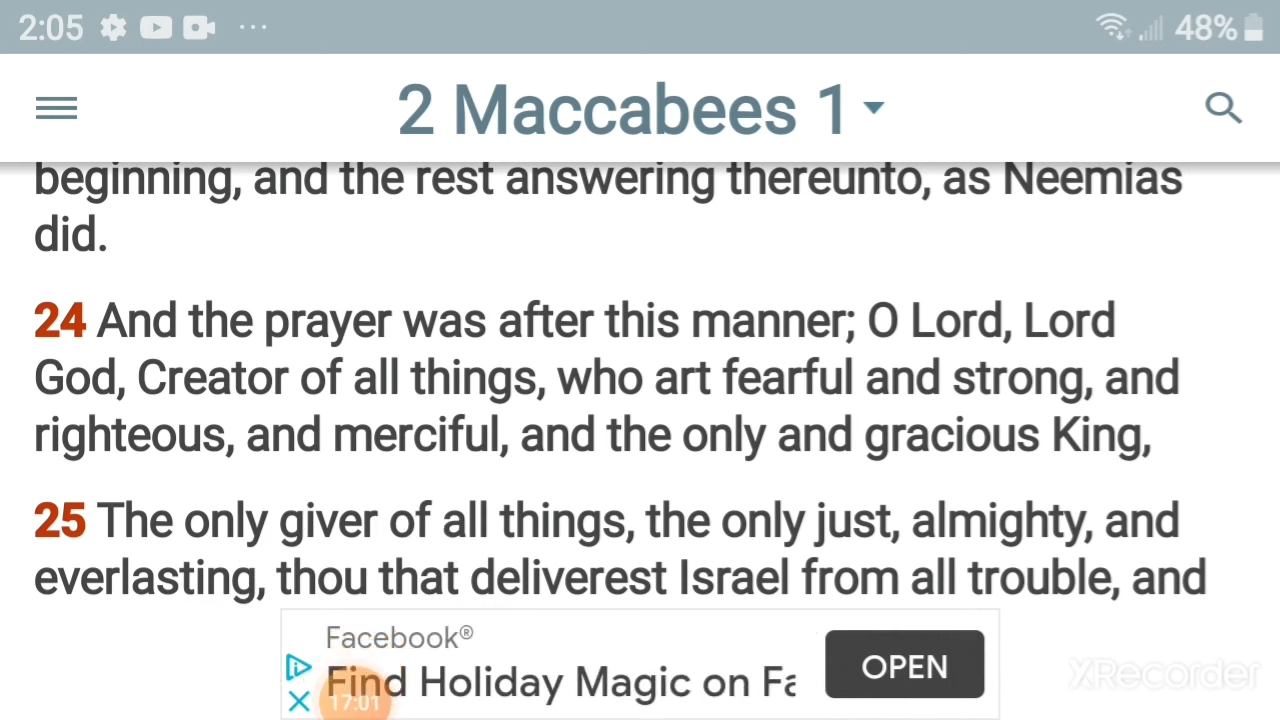 2:05
48%
2 Maccabees 1
beginning, and the rest answering thereunto, as Neemias
did.
24 And the prayer was after this manner; O Lord, Lord
God, Creator of all things, who art fearful and strong, and
righteous, and merciful, and the only and gracious King,
25 The only giver of all things, the only just, almighty, and
everlasting, thou that deliverest Israel from all trouble, and
Facebook®
Find Holiday Magic on Fa
OPEN
17:01
XRecorder